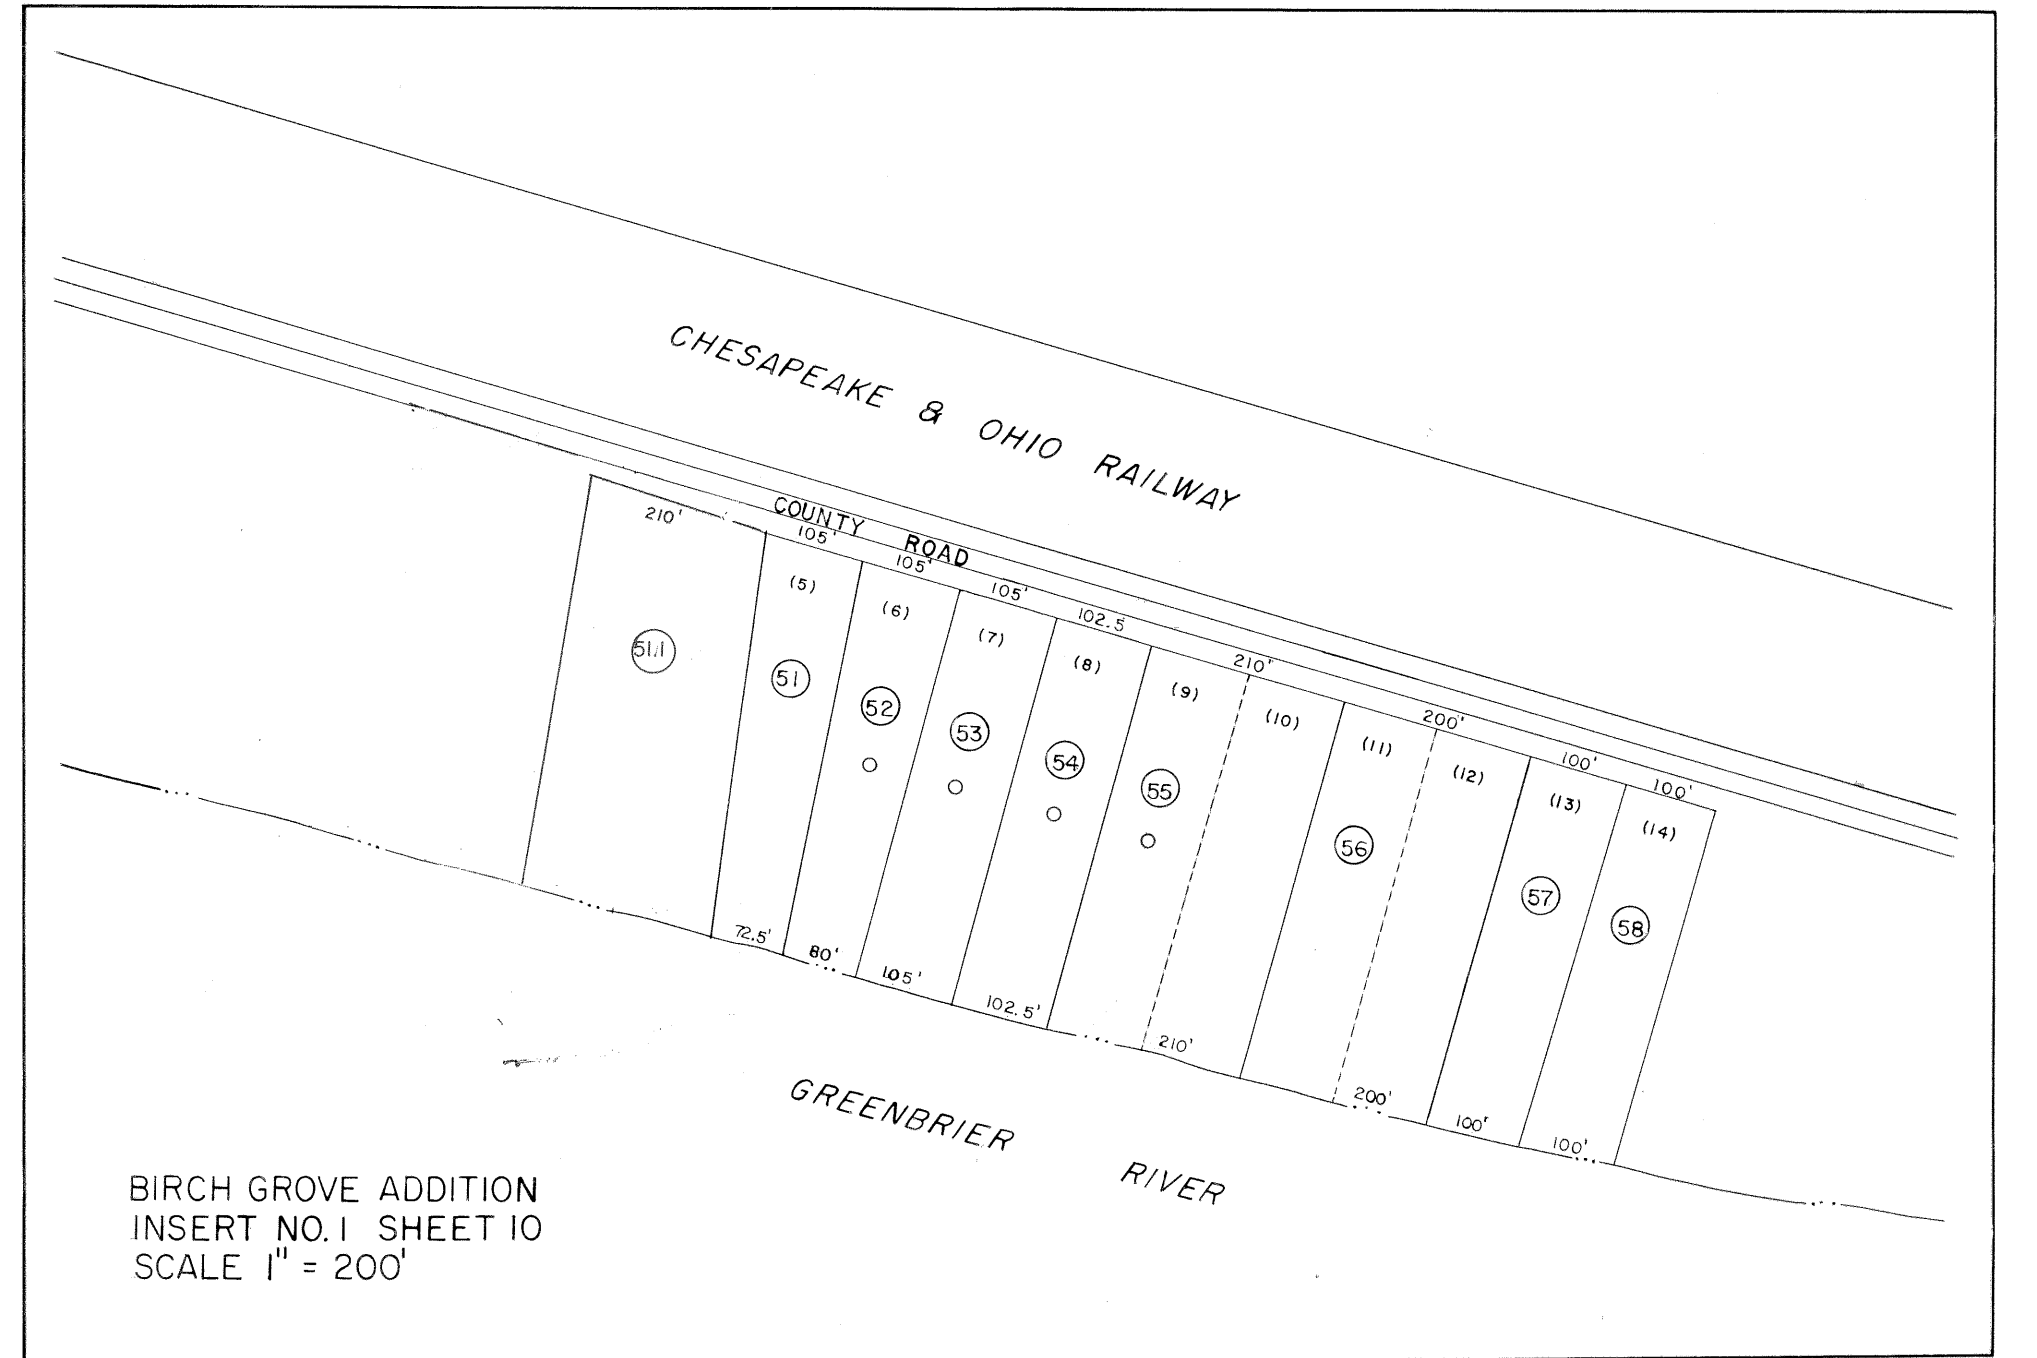 CHESAPEAKE & OHIO RAILWAY
COUNTY ROAD
210' 105' 105' 105' 102.5 210' 200' 100' 100'
(5) (6) (7) (8) (9) (10) (11) (12) (13) (14)
51.1 51 52 53 54 55 56 57 58
72.5' 80' 105' 102.5' 210' 200' 100' 100'
GREENBRIER RIVER
BIRCH GROVE ADDITION
INSERT NO. 1 SHEET 10
SCALE 1" = 200'